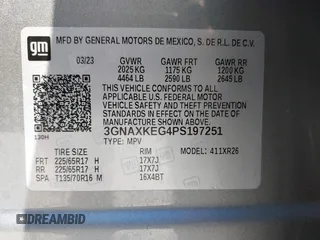 gm
MFD BY GENERAL MOTORS DE MEXICO, S. DE R.L. DE C.V.
03/23 GVWR GAWR FRT GAWR RR
2025 KG 1175 KG 1200 KG
4464 LB 2590 LB 2645 LB
THIS VEHICLE CONFORMS TO ALL
APPLICABLE U.S. FEDERAL MOTOR
VEHICLE SAFETY, BUMPER, AND
THEFT PREVENTION STANDARDS IN
EFFECT ON THE DATE OF
MANUFACTURE SHOWN ABOVE.
3GNAXKEG4PS197251
TYPE: MPV
TIRE SIZE RIM MODEL: 411XR26
FRT 225/65R17 H 17X7J
RR 225/65R17 H 17X7J
SPA T135/70R16 M 16X4BT
DREAMBID
dreambid.com